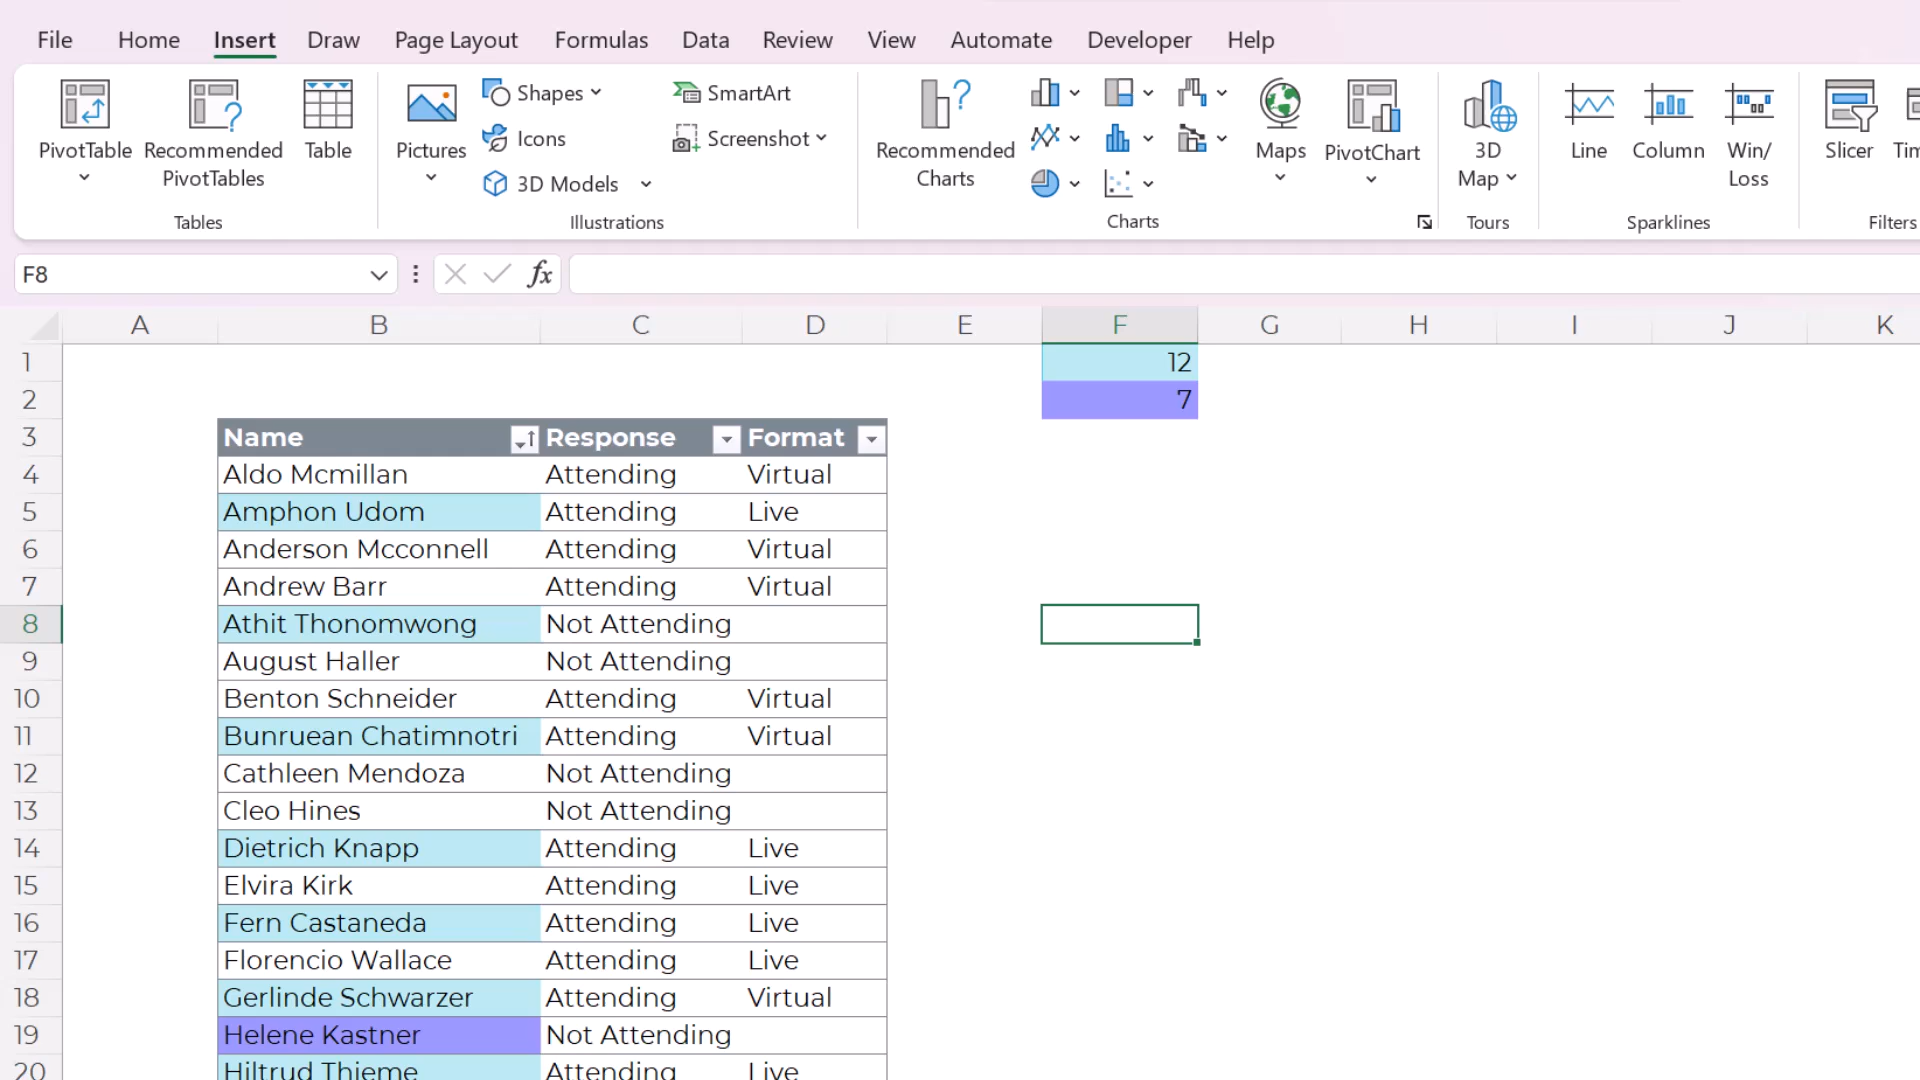 File Home Insert Draw Page Layout Formulas Data Review View Automate Developer Help
PivotTable Recommended PivotTables Table
Tables
Pictures Shapes Icons 3D Models SmartArt Screenshot
Illustrations
Recommended Charts Maps PivotChart
Charts
3D Map
Tours
Line Column Win/ Loss
Sparklines
Slicer
Filters
F8 fx
A B C D E F G H I J K
1 12
2 7
3 Name Response Format
4 Aldo Mcmillan Attending Virtual
5 Amphon Udom Attending Live
6 Anderson Mcconnell Attending Virtual
7 Andrew Barr Attending Virtual
8 Athit Thonomwong Not Attending
9 August Haller Not Attending
10 Benton Schneider Attending Virtual
11 Bunruean Chatimnotri Attending Virtual
12 Cathleen Mendoza Not Attending
13 Cleo Hines Not Attending
14 Dietrich Knapp Attending Live
15 Elvira Kirk Attending Live
16 Fern Castaneda Attending Live
17 Florencio Wallace Attending Live
18 Gerlinde Schwarzer Attending Virtual
19 Helene Kastner Not Attending
20 Hiltrud Thieme Attending Live